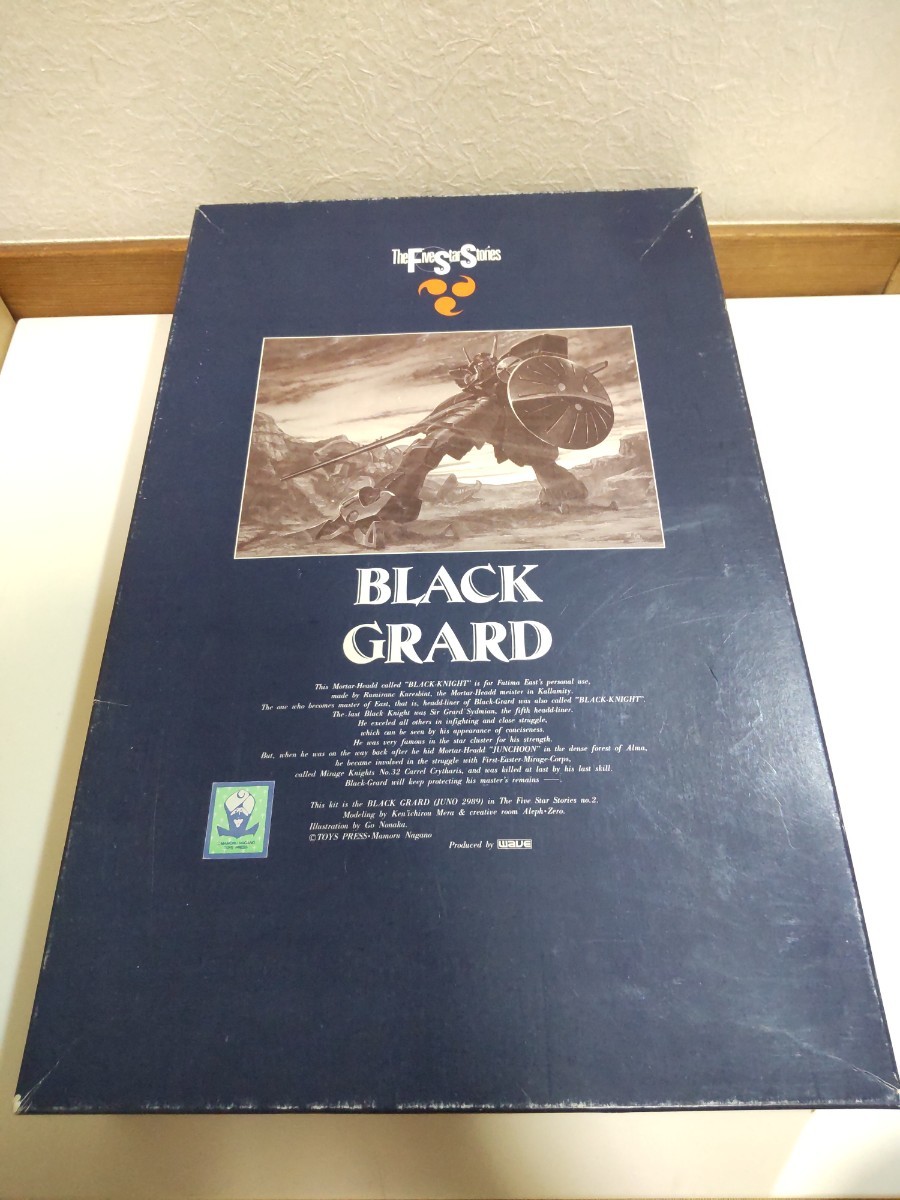 The Five Star Stories
BLACK
GRARD
This Mortar-Headd called "BLACK-KNIGHT" is for Fatima East's personal use,
made by Ramiranc Kareshint, the Mortar-Headd meister in Kallamity.
The one who becomes master of East, that is, headd-liner of Black-Grard was also called "BLACK-KNIGHT"
The last Black Knight was Sir Grard Sydmian, the fifth headd-liner.
He exceled all others in infighting and close struggle,
which can be seen by his appearance of conciseness.
He was very famous in the star cluster for his strength.
But, when he was on the way back after he hid Mortar-Headd "JUNCHOON" in the dense forest of Alma,
he became involved in the struggle with First-Easter-Mirage-Corps,
called Mirage Knights No.32 Carrel Crytharis, and was killed at last by his last skill.
Black-Grard will keep protecting his master's remains —.
This kit is the BLACK GRARD (JUNO 2989) in The Five Star Stories no.2.
Modeling by Ken'ichirou Mera & creative room Aleph・Zero.
Illustration by Go Nonaka.
©TOYS PRESS・Mamoru Nagano
Produced by WAVE